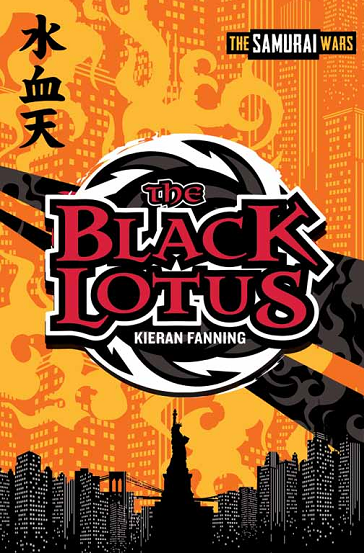 水血天
THE SAMURAI WARS
THE
BLACK
LOTUS
KIERAN FANNING